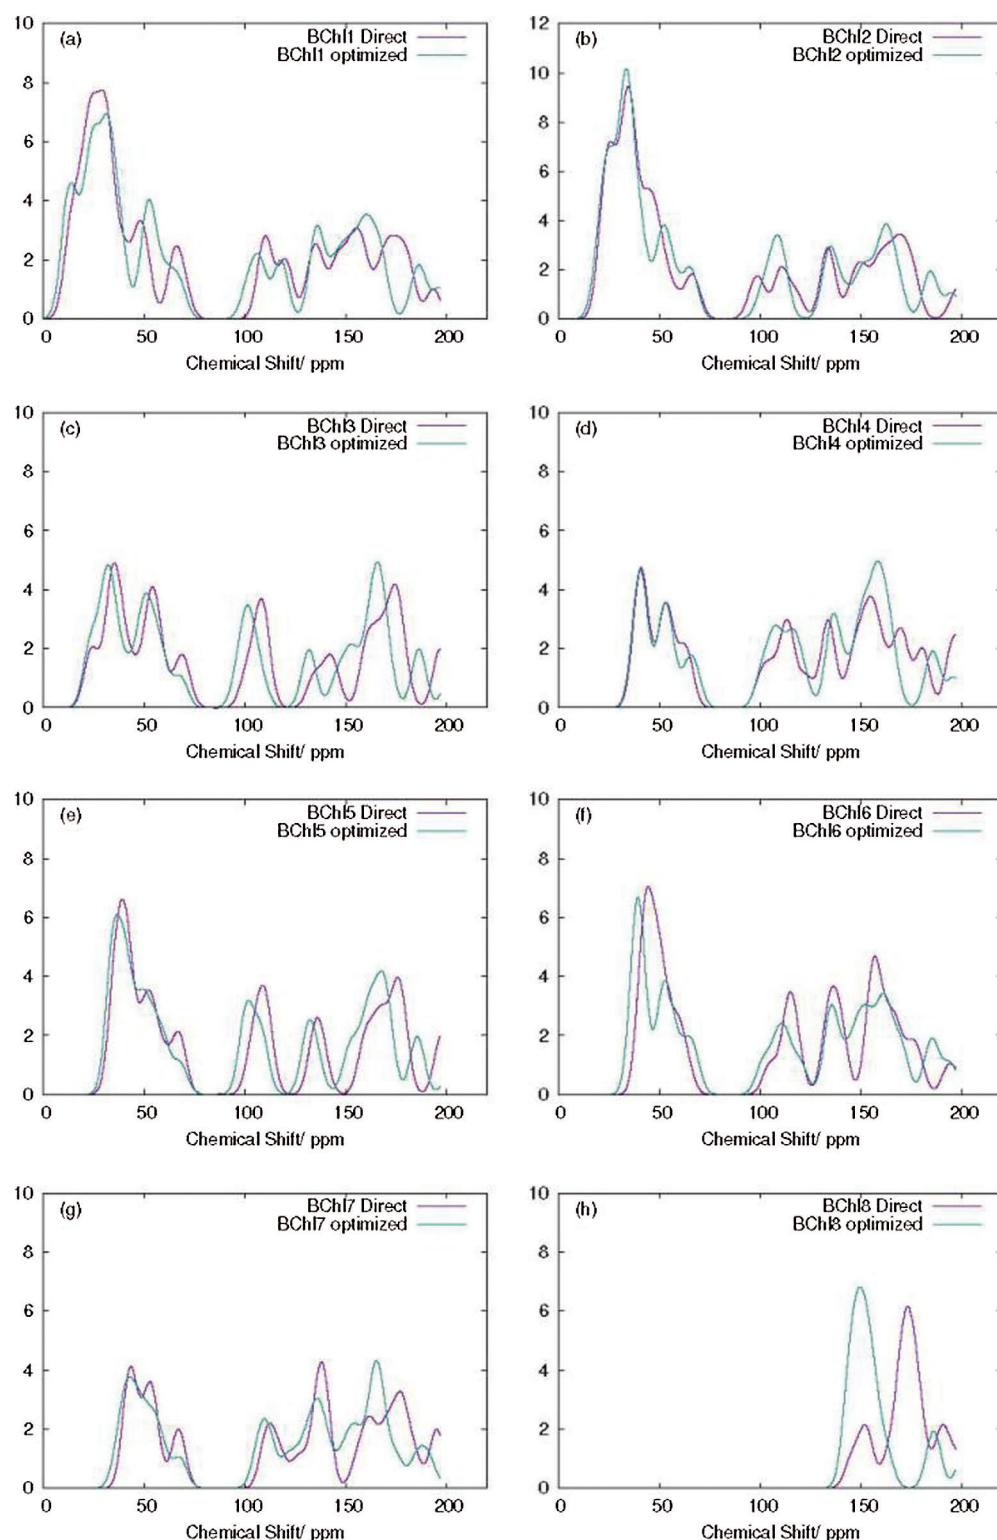 10
8
6
4
2
0
(a)
BChl1 Direct
BChl1 optimized
0 50 100 150 200
Chemical Shift/ ppm
12
10
8
6
4
2
0
(b)
BChl2 Direct
BChl2 optimized
0 50 100 150 200
Chemical Shift/ ppm
10
8
6
4
2
0
(c)
BChl3 Direct
BChl3 optimized
0 50 100 150 200
Chemical Shift/ ppm
10
8
6
4
2
0
(d)
BChl4 Direct
BChl4 optimized
0 50 100 150 200
Chemical Shift/ ppm
10
8
6
4
2
0
(e)
BChl5 Direct
BChl5 optimized
0 50 100 150 200
Chemical Shift/ ppm
10
8
6
4
2
0
(f)
BChl6 Direct
BChl6 optimized
0 50 100 150 200
Chemical Shift/ ppm
10
8
6
4
2
0
(g)
BChl7 Direct
BChl7 optimized
0 50 100 150 200
Chemical Shift/ ppm
10
8
6
4
2
0
(h)
BChl8 Direct
BChl8 optimized
0 50 100 150 200
Chemical Shift/ ppm